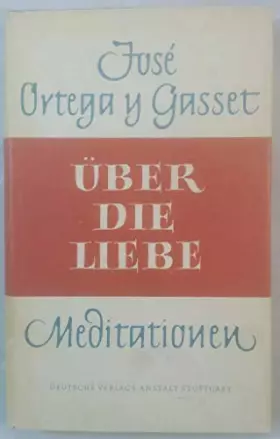 José
Ortega y Gasset
ÜBER
DIE
LIEBE
Meditationen
DEUTSCHE VERLAGS-ANSTALT STUTTGART